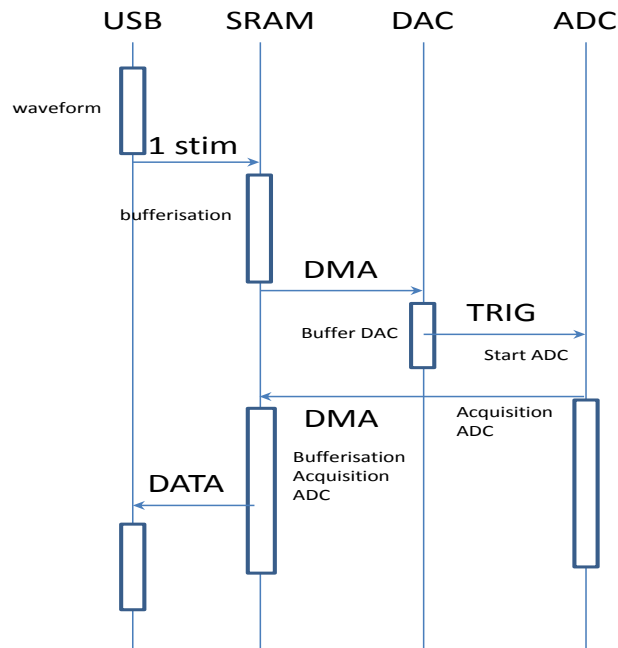 USB SRAM DAC ADC
waveform
1 stim
bufferisation
DMA
TRIG
Buffer DAC
Start ADC
DMA
Acquisition
ADC
Bufferisation
Acquisition
ADC
DATA